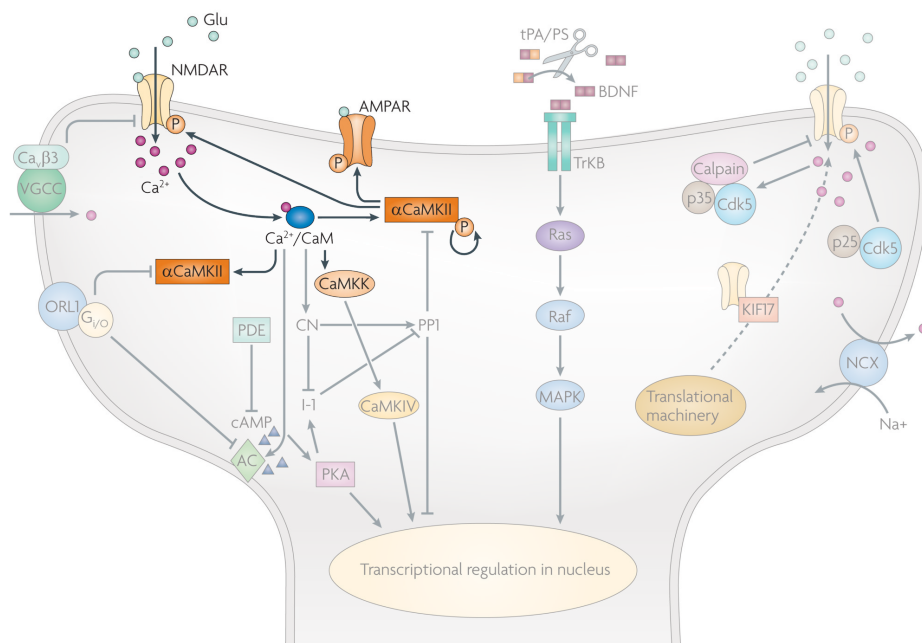 Glu
tPA/PS
NMDAR
BDNF
AMPAR
P
P
P
Caᵥβ3
VGCC
Ca²⁺
TrKB
Calpain
p35
Cdk5
αCaMKII
P
Ca²⁺/CaM
Ras
p25
Cdk5
αCaMKII
CaMKK
ORL1
Gᵢ/₀
PDE
CN
PP1
Raf
KIF17
NCX
I-1
CaMKIV
MAPK
Translational
machinery
cAMP
Na+
AC
PKA
Transcriptional regulation in nucleus